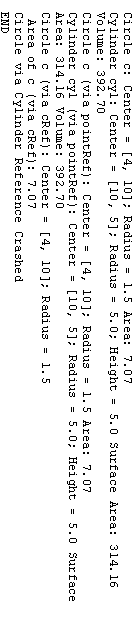 Circle c: Center = [4, 10]; Radius = 1.5 Area: 7.07
Cylinder cyl: Center = [10, 5]; Radius = 5.0; Height = 5.0 Surface Area: 314.16
Volume: 392.70
Circle c (via pointRef): Center = [4, 10]; Radius = 1.5 Area: 7.07
Cylinder cyl (via pointRef): Center = [10, 5]; Radius = 5.0; Height = 5.0 Surface
Area: 314.16 Volume: 392.70
Circle c (via cRef): Center = [4, 10]; Radius = 1.5
Area of c (via cRef): 7.07
Circle via Cylinder Reference Crashed
END